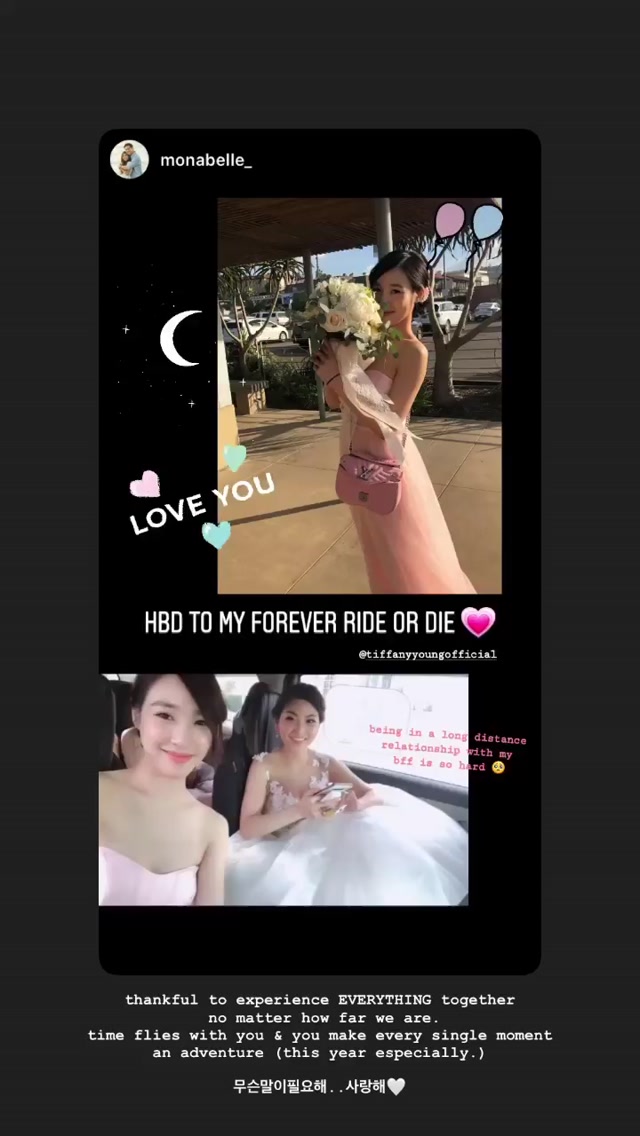 monabelle_
LOVE YOU
HBD TO MY FOREVER RIDE OR DIE 💗
@tiffanyyoungofficial
being in a long distance
relationship with my
bff is so hard 🥺
thankful to experience EVERYTHING together
no matter how far we are.
time flies with you & you make every single moment
an adventure (this year especially.)
무슨말이필요해..사랑해🤍